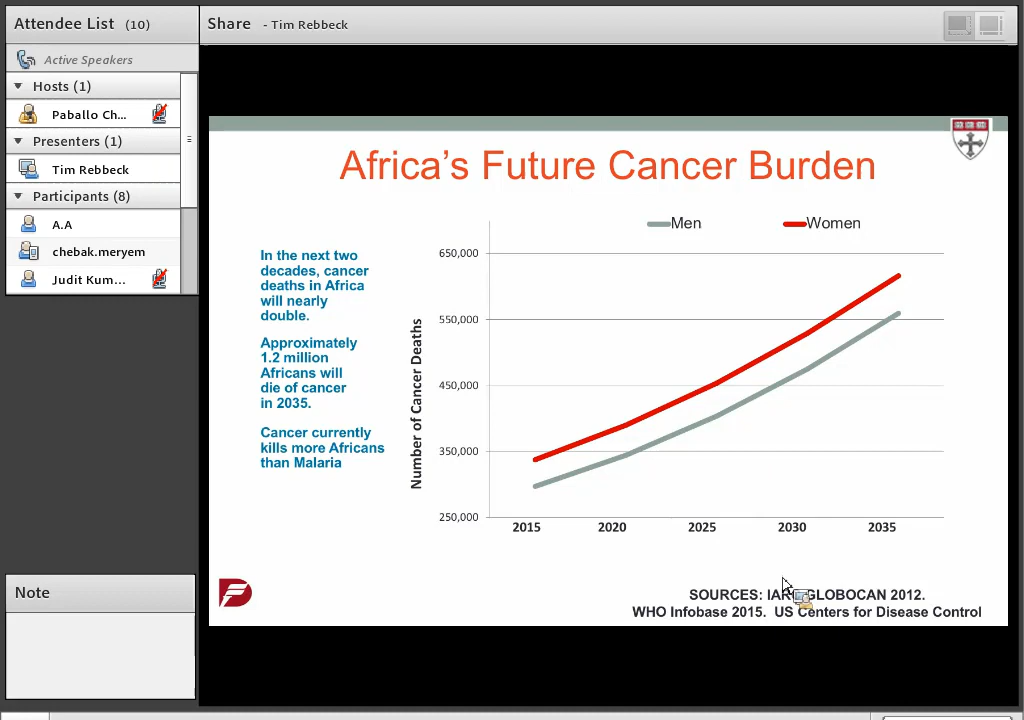 Attendee List (10)
Active Speakers
Hosts (1)
Paballo Ch...
Presenters (1)
Tim Rebbeck
Participants (8)
A.A
chebak.meryem
Judit Kum...
Note
Share - Tim Rebbeck
Africa's Future Cancer Burden
In the next two
decades, cancer
deaths in Africa
will nearly
double.
Approximately
1.2 million
Africans will
die of cancer
in 2035.
Cancer currently
kills more Africans
than Malaria
Men Women
Number of Cancer Deaths
650,000
550,000
450,000
350,000
250,000
2015 2020 2025 2030 2035
SOURCES: GLOBOCAN 2012.
WHO Infobase 2015. US Centers for Disease Control